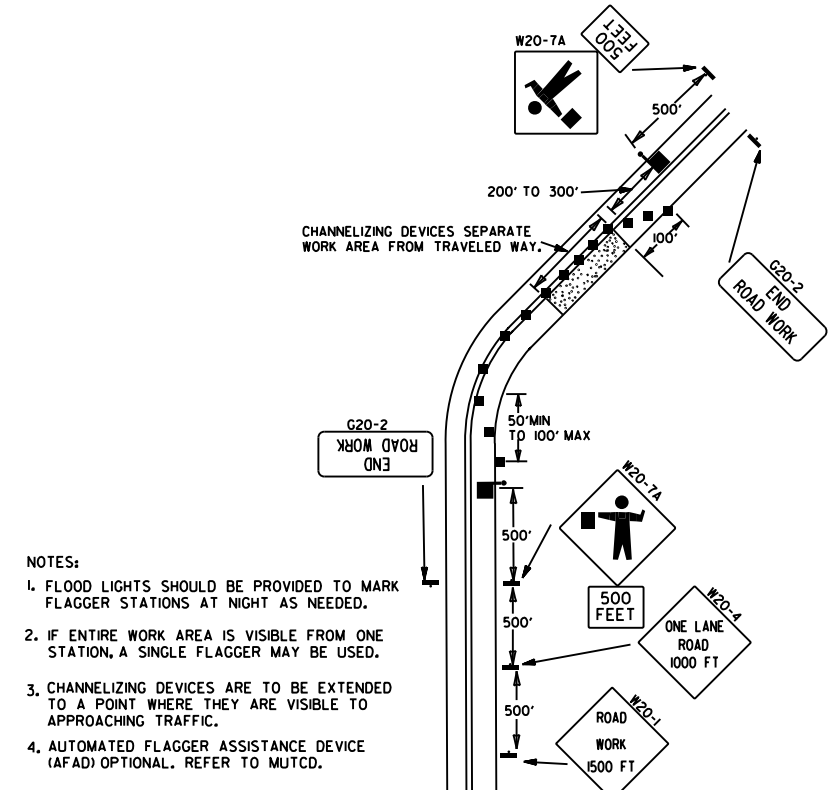 W20-7A
500
FEET
500'
200' TO 300'
CHANNELIZING DEVICES SEPARATE
WORK AREA FROM TRAVELED WAY.
100'
G20-2
END
ROAD WORK
G20-2
END
ROAD WORK
50'MIN
TO 100' MAX
W20-7A
500'
500
FEET
500'
W20-4
ONE LANE
ROAD
1000 FT
500'
W20-1
ROAD
WORK
1500 FT
NOTES:
1. FLOOD LIGHTS SHOULD BE PROVIDED TO MARK
FLAGGER STATIONS AT NIGHT AS NEEDED.
2. IF ENTIRE WORK AREA IS VISIBLE FROM ONE
STATION, A SINGLE FLAGGER MAY BE USED.
3. CHANNELIZING DEVICES ARE TO BE EXTENDED
TO A POINT WHERE THEY ARE VISIBLE TO
APPROACHING TRAFFIC.
4. AUTOMATED FLAGGER ASSISTANCE DEVICE
(AFAD) OPTIONAL. REFER TO MUTCD.